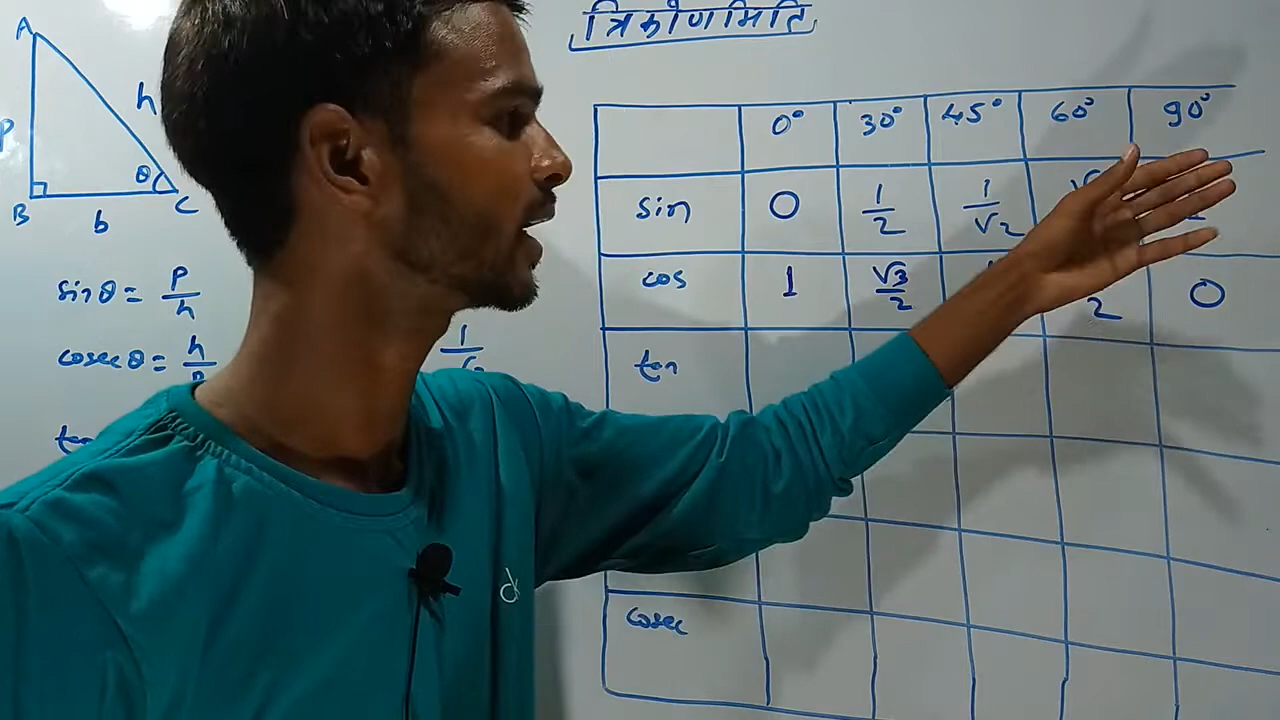 त्रिकोणमिति
A
h
p
θ
B
b
C
sinθ = p/h
cosecθ = h/p
0° 30° 45° 60° 90°
sin 0 1/2 1/√2
cos 1 √3/2 0
tan
cosec